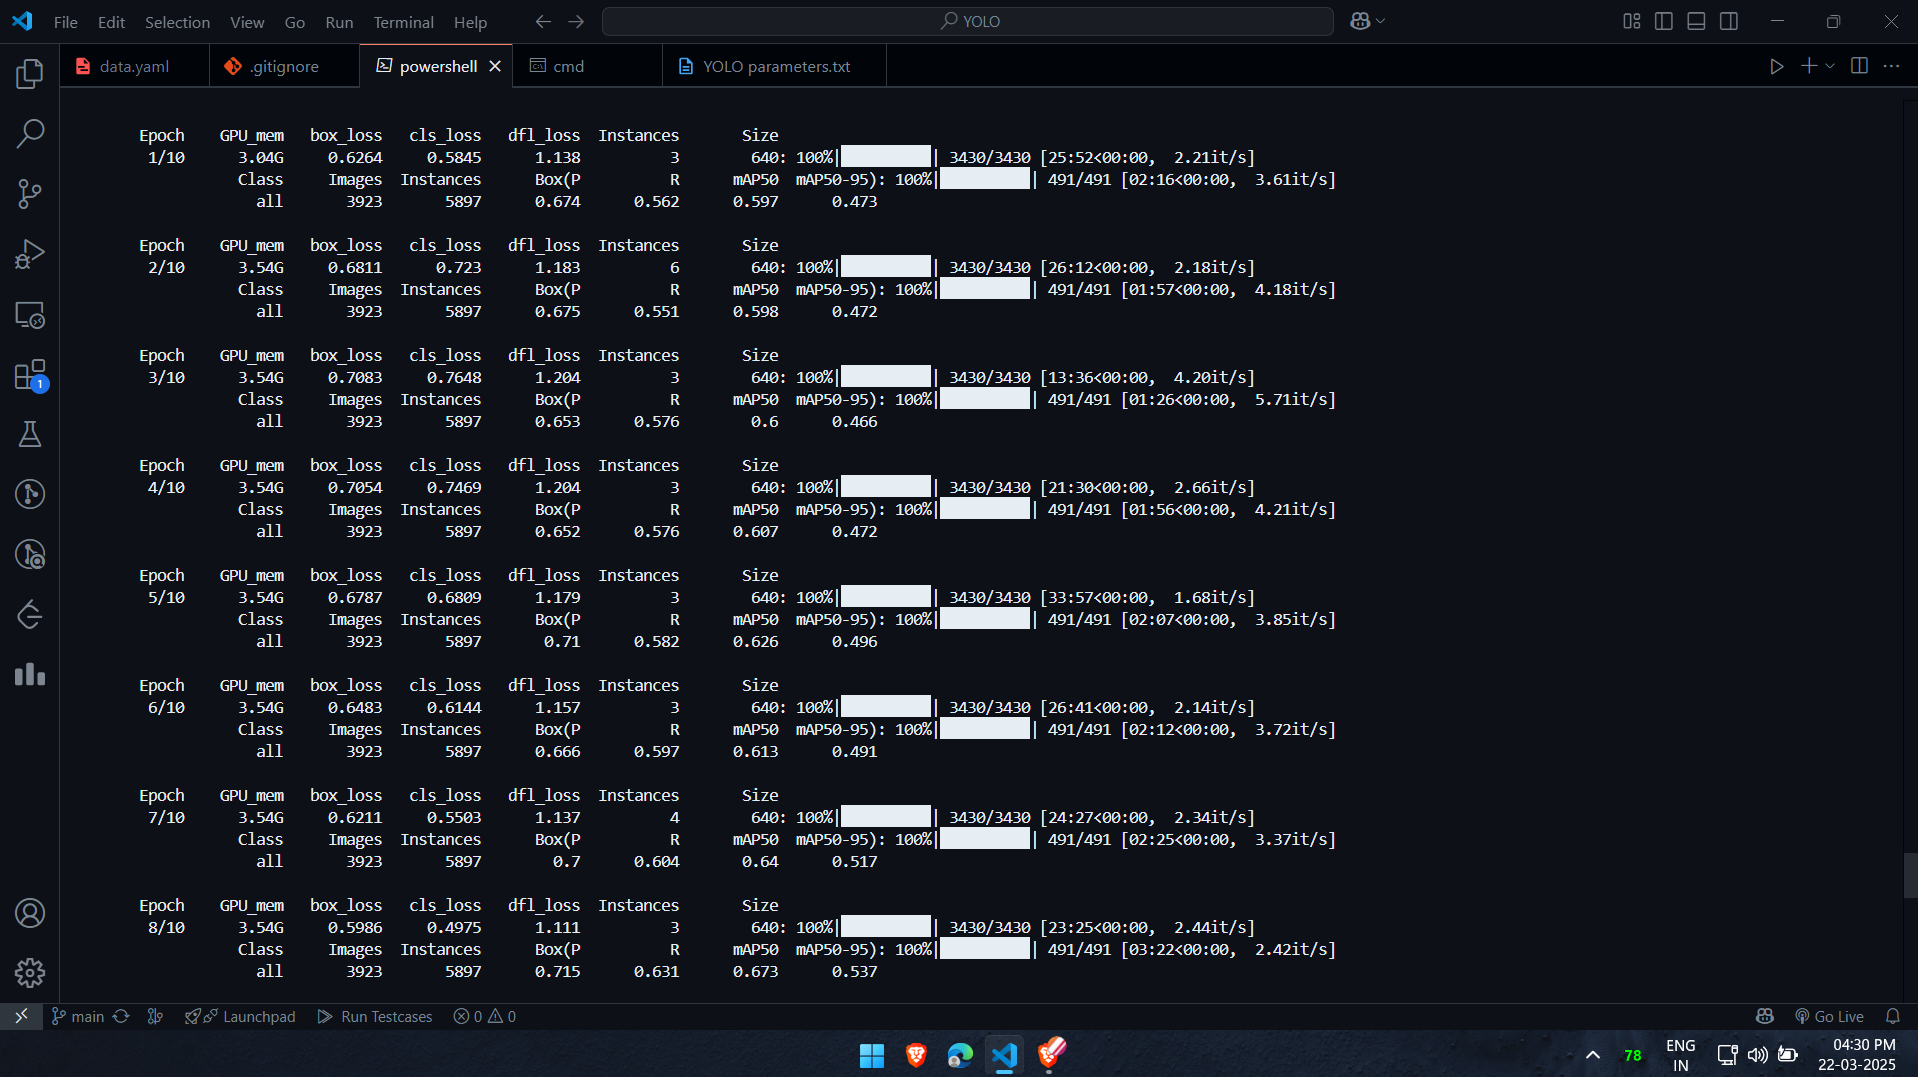 File Edit Selection View Go Run Terminal Help YOLO
data.yaml .gitignore powershell cmd YOLO parameters.txt
Epoch GPU_mem box_loss cls_loss dfl_loss Instances Size
1/10 3.04G 0.6264 0.5845 1.138 3 640: 100%| | 3430/3430 [25:52<00:00, 2.21it/s]
Class Images Instances Box(P R mAP50 mAP50-95): 100%| | 491/491 [02:16<00:00, 3.61it/s]
all 3923 5897 0.674 0.562 0.597 0.473
Epoch GPU_mem box_loss cls_loss dfl_loss Instances Size
2/10 3.54G 0.6811 0.723 1.183 6 640: 100%| | 3430/3430 [26:12<00:00, 2.18it/s]
Class Images Instances Box(P R mAP50 mAP50-95): 100%| | 491/491 [01:57<00:00, 4.18it/s]
all 3923 5897 0.675 0.551 0.598 0.472
Epoch GPU_mem box_loss cls_loss dfl_loss Instances Size
3/10 3.54G 0.7083 0.7648 1.204 3 640: 100%| | 3430/3430 [13:36<00:00, 4.20it/s]
Class Images Instances Box(P R mAP50 mAP50-95): 100%| | 491/491 [01:26<00:00, 5.71it/s]
all 3923 5897 0.653 0.576 0.6 0.466
Epoch GPU_mem box_loss cls_loss dfl_loss Instances Size
4/10 3.54G 0.7054 0.7469 1.204 3 640: 100%| | 3430/3430 [21:30<00:00, 2.66it/s]
Class Images Instances Box(P R mAP50 mAP50-95): 100%| | 491/491 [01:56<00:00, 4.21it/s]
all 3923 5897 0.652 0.576 0.607 0.472
Epoch GPU_mem box_loss cls_loss dfl_loss Instances Size
5/10 3.54G 0.6787 0.6809 1.179 3 640: 100%| | 3430/3430 [33:57<00:00, 1.68it/s]
Class Images Instances Box(P R mAP50 mAP50-95): 100%| | 491/491 [02:07<00:00, 3.85it/s]
all 3923 5897 0.71 0.582 0.626 0.496
Epoch GPU_mem box_loss cls_loss dfl_loss Instances Size
6/10 3.54G 0.6483 0.6144 1.157 3 640: 100%| | 3430/3430 [26:41<00:00, 2.14it/s]
Class Images Instances Box(P R mAP50 mAP50-95): 100%| | 491/491 [02:12<00:00, 3.72it/s]
all 3923 5897 0.666 0.597 0.613 0.491
Epoch GPU_mem box_loss cls_loss dfl_loss Instances Size
7/10 3.54G 0.6211 0.5503 1.137 4 640: 100%| | 3430/3430 [24:27<00:00, 2.34it/s]
Class Images Instances Box(P R mAP50 mAP50-95): 100%| | 491/491 [02:25<00:00, 3.37it/s]
all 3923 5897 0.7 0.604 0.64 0.517
Epoch GPU_mem box_loss cls_loss dfl_loss Instances Size
8/10 3.54G 0.5986 0.4975 1.111 3 640: 100%| | 3430/3430 [23:25<00:00, 2.44it/s]
Class Images Instances Box(P R mAP50 mAP50-95): 100%| | 491/491 [03:22<00:00, 2.42it/s]
all 3923 5897 0.715 0.631 0.673 0.537
1
main Launchpad Run Testcases 0 0 Go Live
78 ENG 04:30 PM
IN 22-03-2025